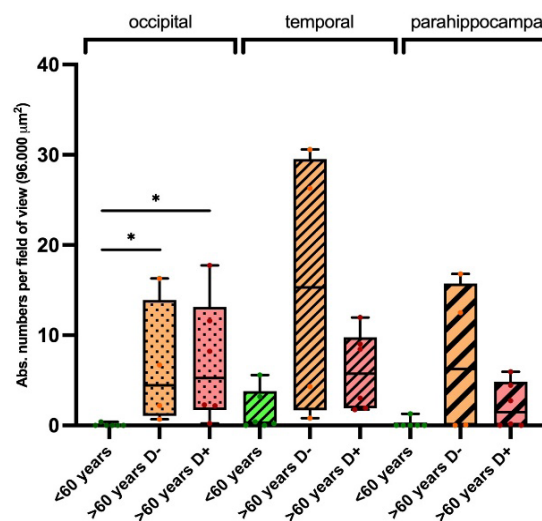 occipital temporal parahippocampa
Abs. numbers per field of view (96.000 µm²)
40
30
20
10
0
*
*
<60 years
>60 years D-
>60 years D+
<60 years
>60 years D-
>60 years D+
<60 years
>60 years D-
>60 years D+